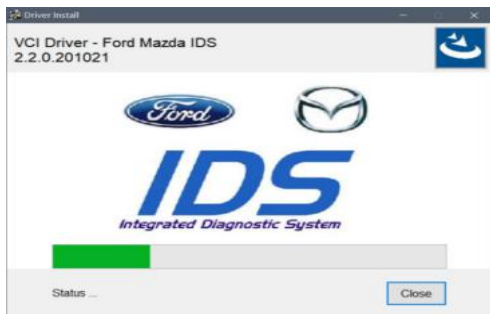 Driver Install
VCI Driver - Ford Mazda IDS
2.2.0.201021
Ford
IDS
Integrated Diagnostic System
Status ...
Close